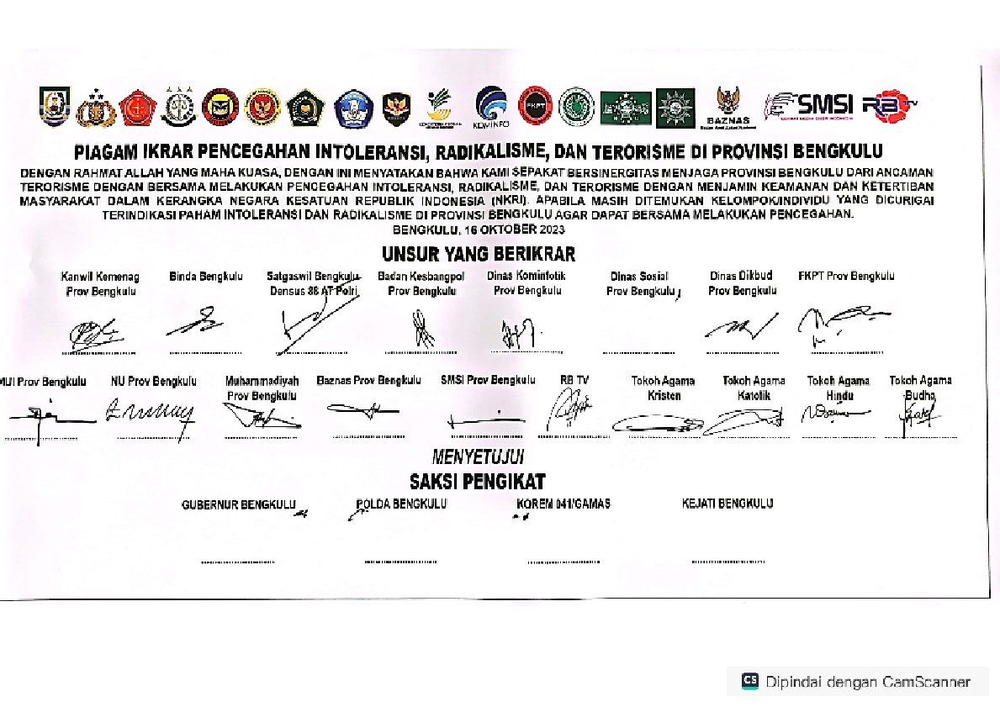 FKPT
KOMINFO
BAZNAS
SMSI
RBTV
PIAGAM IKRAR PENCEGAHAN INTOLERANSI, RADIKALISME, DAN TERORISME DI PROVINSI BENGKULU
DENGAN RAHMAT ALLAH YANG MAHA KUASA, DENGAN INI MENYATAKAN BAHWA KAMI SEPAKAT BERSINERGITAS MENJAGA PROVINSI BENGKULU DARI ANCAMAN
TERORISME DENGAN BERSAMA MELAKUKAN PENCEGAHAN INTOLERANSI, RADIKALISME, DAN TERORISME DENGAN MENJAMIN KEAMANAN DAN KETERTIBAN
MASYARAKAT DALAM KERANGKA NEGARA KESATUAN REPUBLIK INDONESIA (NKRI). APABILA MASIH DITEMUKAN KELOMPOK/INDIVIDU YANG DICURIGAI
TERINDIKASI PAHAM INTOLERANSI DAN RADIKALISME DI PROVINSI BENGKULU AGAR DAPAT BERSAMA MELAKUKAN PENCEGAHAN.
BENGKULU, 16 OKTOBER 2023
UNSUR YANG BERIKRAR
Kanwil Kemenag Binda Bengkulu Satgaswil Bengkulu Badan Kesbangpol Dinas Kominfotik Dinas Sosial Dinas Dikbud FKPT Prov Bengkulu
Prov Bengkulu Densus 88 AT Polri Prov Bengkulu Prov Bengkulu Prov Bengkulu Prov Bengkulu
MUI Prov Bengkulu NU Prov Bengkulu Muhammadiyah Baznas Prov Bengkulu SMSI Prov Bengkulu RB TV Tokoh Agama Tokoh Agama Tokoh Agama Tokoh Agama
Prov Bengkulu Kristen Katolik Hindu Budha
MENYETUJUI
SAKSI PENGIKAT
GUBERNUR BENGKULU POLDA BENGKULU KOREM 041/GAMAS KEJATI BENGKULU
CS Dipindai dengan CamScanner